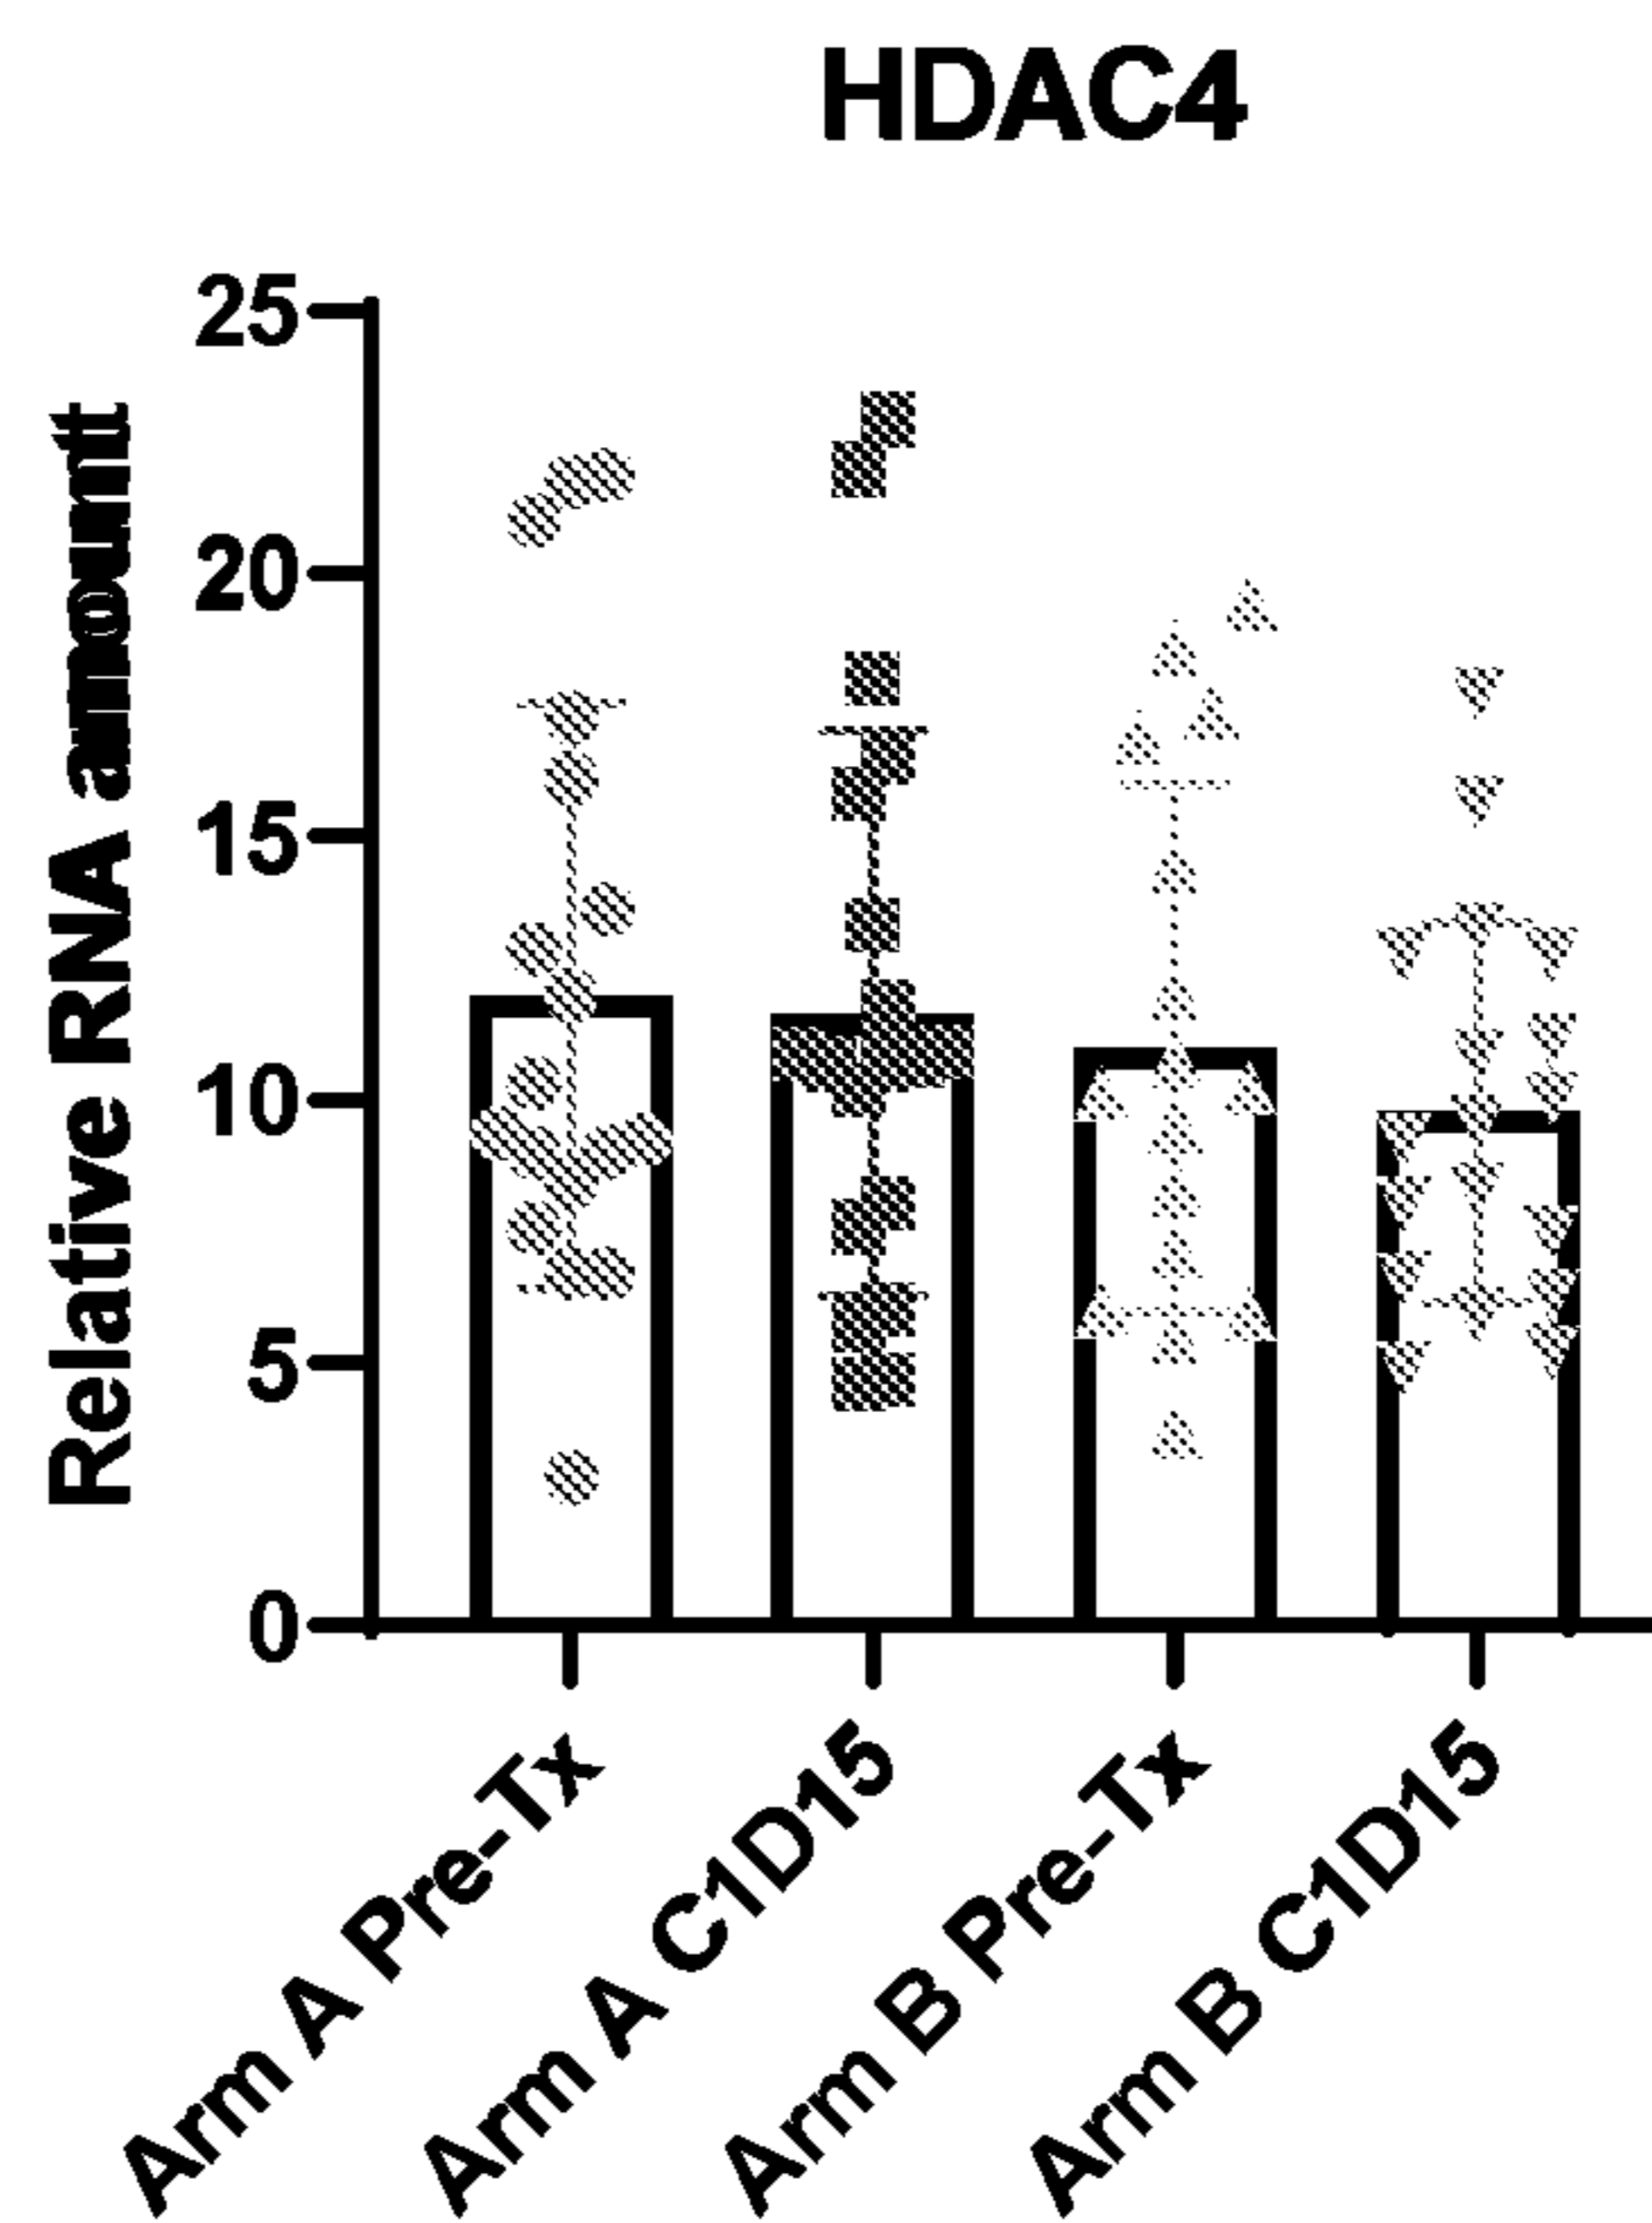 HDAC4
Relative RNA amount
25
20
15
10
5
0
Arm A Pre-Tx
Arm A C1D15
Arm B Pre-Tx
Arm B C1D15